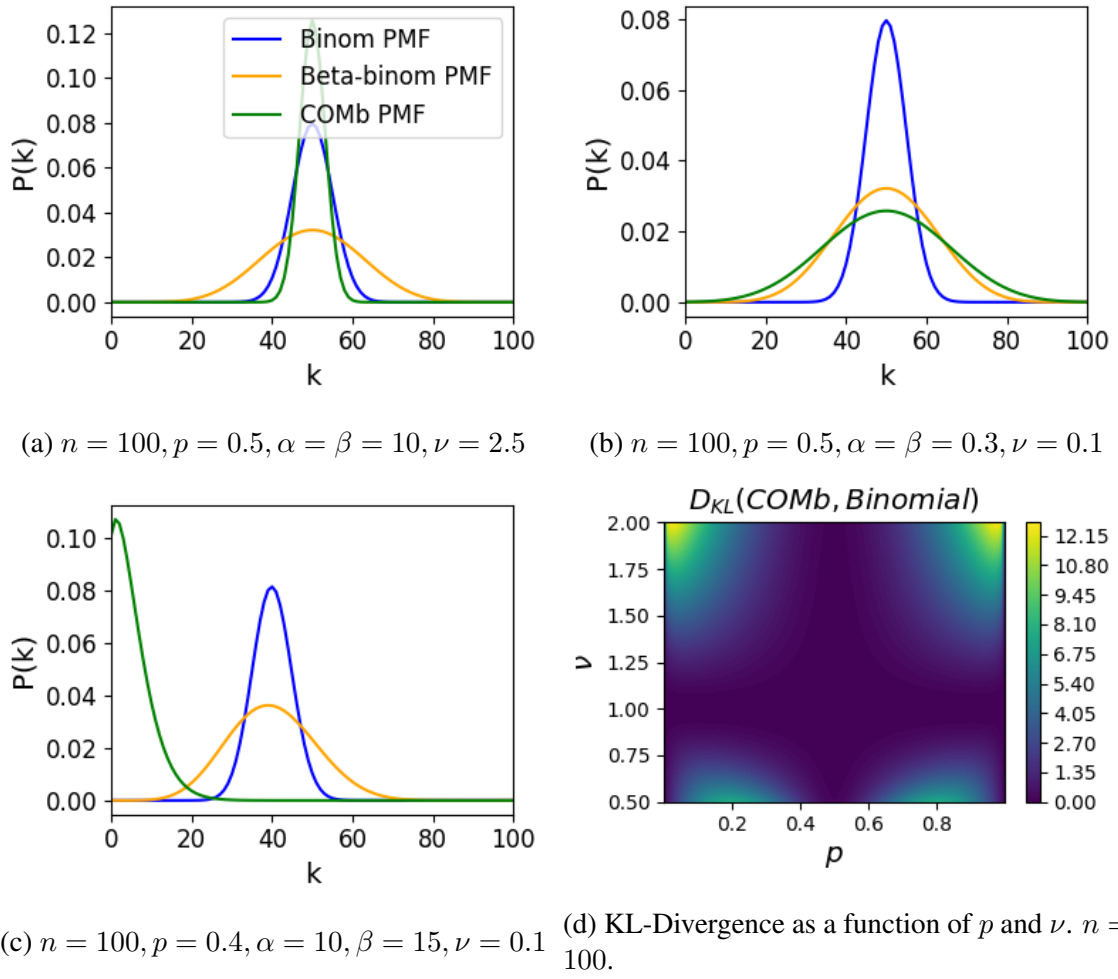 0.12
0.10
0.08
0.06
0.04
0.02
0.00
P(k)
0 20 40 60 80 100
k
Binom PMF
Beta-binom PMF
COMb PMF
(a) n = 100, p = 0.5, α = β = 10, ν = 2.5
0.08
0.06
0.04
0.02
0.00
P(k)
0 20 40 60 80 100
k
(b) n = 100, p = 0.5, α = β = 0.3, ν = 0.1
0.10
0.08
0.06
0.04
0.02
0.00
P(k)
0 20 40 60 80 100
k
(c) n = 100, p = 0.4, α = 10, β = 15, ν = 0.1
D_{KL}(COMb, Binomial)
2.00
1.75
1.50
1.25
1.00
0.75
0.50
ν
0.2 0.4 0.6 0.8
p
12.15
10.80
9.45
8.10
6.75
5.40
4.05
2.70
1.35
0.00
(d) KL-Divergence as a function of p and ν. n =
100.